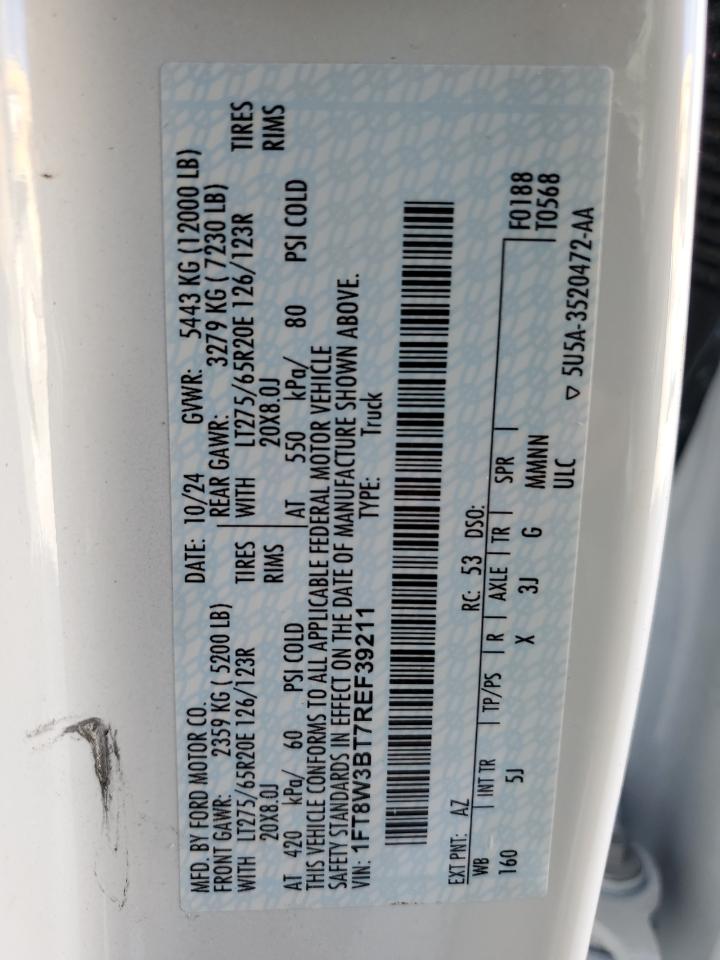 MFD. BY FORD MOTOR CO. DATE: 10/24 GVWR: 5443 KG (12000 LB)
FRONT GAWR: 2359 KG ( 5200 LB) REAR GAWR: 3279 KG ( 7230 LB)
WITH LT275/65R20E 126/123R TIRES WITH LT275/65R20E 126/123R TIRES
20X8.0J RIMS 20X8.0J RIMS
AT 420 kPa/ 60 PSI COLD AT 550 kPa/ 80 PSI COLD
THIS VEHICLE CONFORMS TO ALL APPLICABLE FEDERAL MOTOR VEHICLE
SAFETY STANDARDS IN EFFECT ON THE DATE OF MANUFACTURE SHOWN ABOVE.
VIN: 1FT8W3BT7REF39211 TYPE: Truck
EXT PNT: AZ RC: 53 DSO: F0188
WB INT TR TP/PS R AXLE TR SPR T0568
160 5J X 3J G MMNN
ULC ▽ 5U5A-3520472-AA